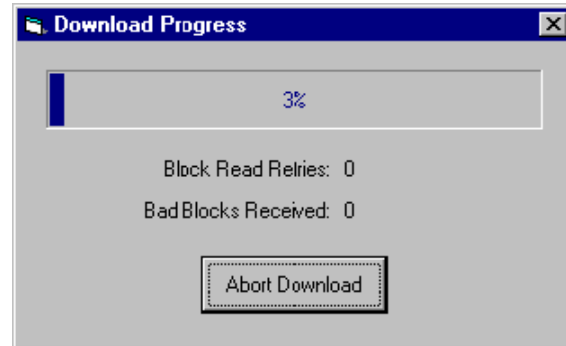 Download Progress
3%
Block Read Retries: 0
Bad Blocks Received: 0
Abort Download